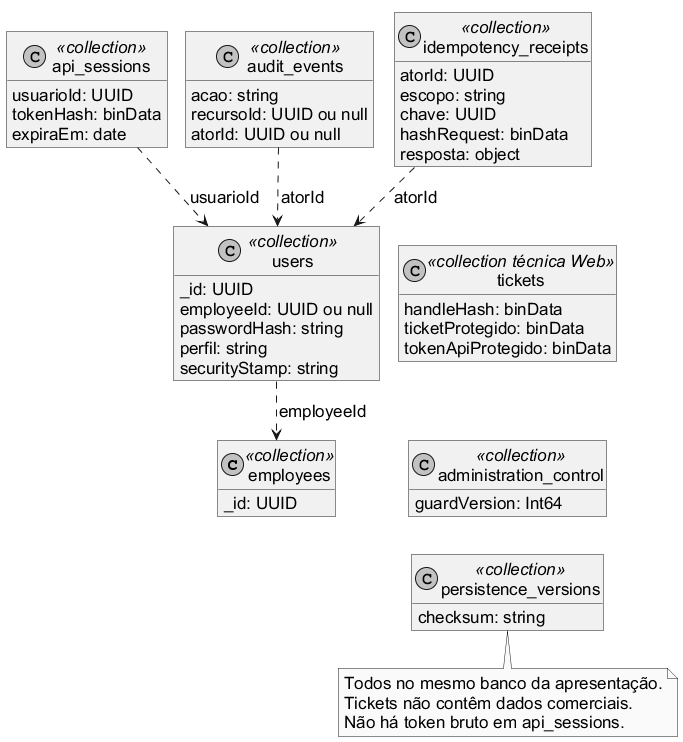 C
«collection»
api_sessions
usuarioId: UUID
tokenHash: binData
expiraEm: date
C
«collection»
audit_events
acao: string
recursoId: UUID ou null
atorId: UUID ou null
C
«collection»
idempotency_receipts
atorId: UUID
escopo: string
chave: UUID
hashRequest: binData
resposta: object
usuarioId
atorId
atorId
C
«collection»
users
_id: UUID
employeeId: UUID ou null
passwordHash: string
perfil: string
securityStamp: string
C
«collection técnica Web»
tickets
handleHash: binData
ticketProtegido: binData
tokenApiProtegido: binData
employeeId
C
«collection»
employees
_id: UUID
C
«collection»
administration_control
guardVersion: Int64
C
«collection»
persistence_versions
checksum: string
Todos no mesmo banco da apresentação.
Tickets não contêm dados comerciais.
Não há token bruto em api_sessions.